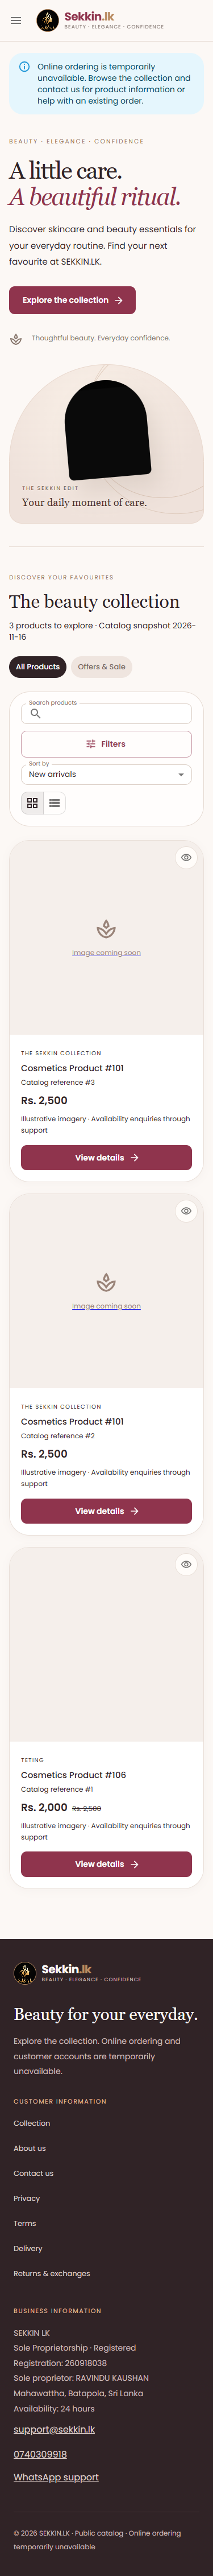 Sekkin.lk
BEAUTY · ELEGANCE · CONFIDENCE
Online ordering is temporarily
unavailable. Browse the collection and
contact us for product information or
help with an existing order.
BEAUTY · ELEGANCE · CONFIDENCE
A little care.
A beautiful ritual.
Discover skincare and beauty essentials for
your everyday routine. Find your next
favourite at SEKKIN.LK.
Explore the collection
Thoughtful beauty. Everyday confidence.
THE SEKKIN EDIT
Your daily moment of care.
DISCOVER YOUR FAVOURITES
The beauty collection
3 products to explore · Catalog snapshot 2026-
11-16
All Products
Offers & Sale
Search products
Filters
Sort by
New arrivals
Image coming soon
THE SEKKIN COLLECTION
Cosmetics Product #101
Catalog reference #3
Rs. 2,500
Illustrative imagery · Availability enquiries through
support
View details
Image coming soon
THE SEKKIN COLLECTION
Cosmetics Product #101
Catalog reference #2
Rs. 2,500
Illustrative imagery · Availability enquiries through
support
View details
TETING
Cosmetics Product #106
Catalog reference #1
Rs. 2,000 Rs. 2,500
Illustrative imagery · Availability enquiries through
support
View details
Sekkin.lk
BEAUTY · ELEGANCE · CONFIDENCE
Beauty for your everyday.
Explore the collection. Online ordering and
customer accounts are temporarily
unavailable.
CUSTOMER INFORMATION
Collection
About us
Contact us
Privacy
Terms
Delivery
Returns & exchanges
BUSINESS INFORMATION
SEKKIN LK
Sole Proprietorship · Registered
Registration: 260918038
Sole proprietor: RAVINDU KAUSHAN
Mahawattha, Batapola, Sri Lanka
Availability: 24 hours
support@sekkin.lk
0740309918
WhatsApp support
© 2026 SEKKIN.LK · Public catalog · Online ordering
temporarily unavailable